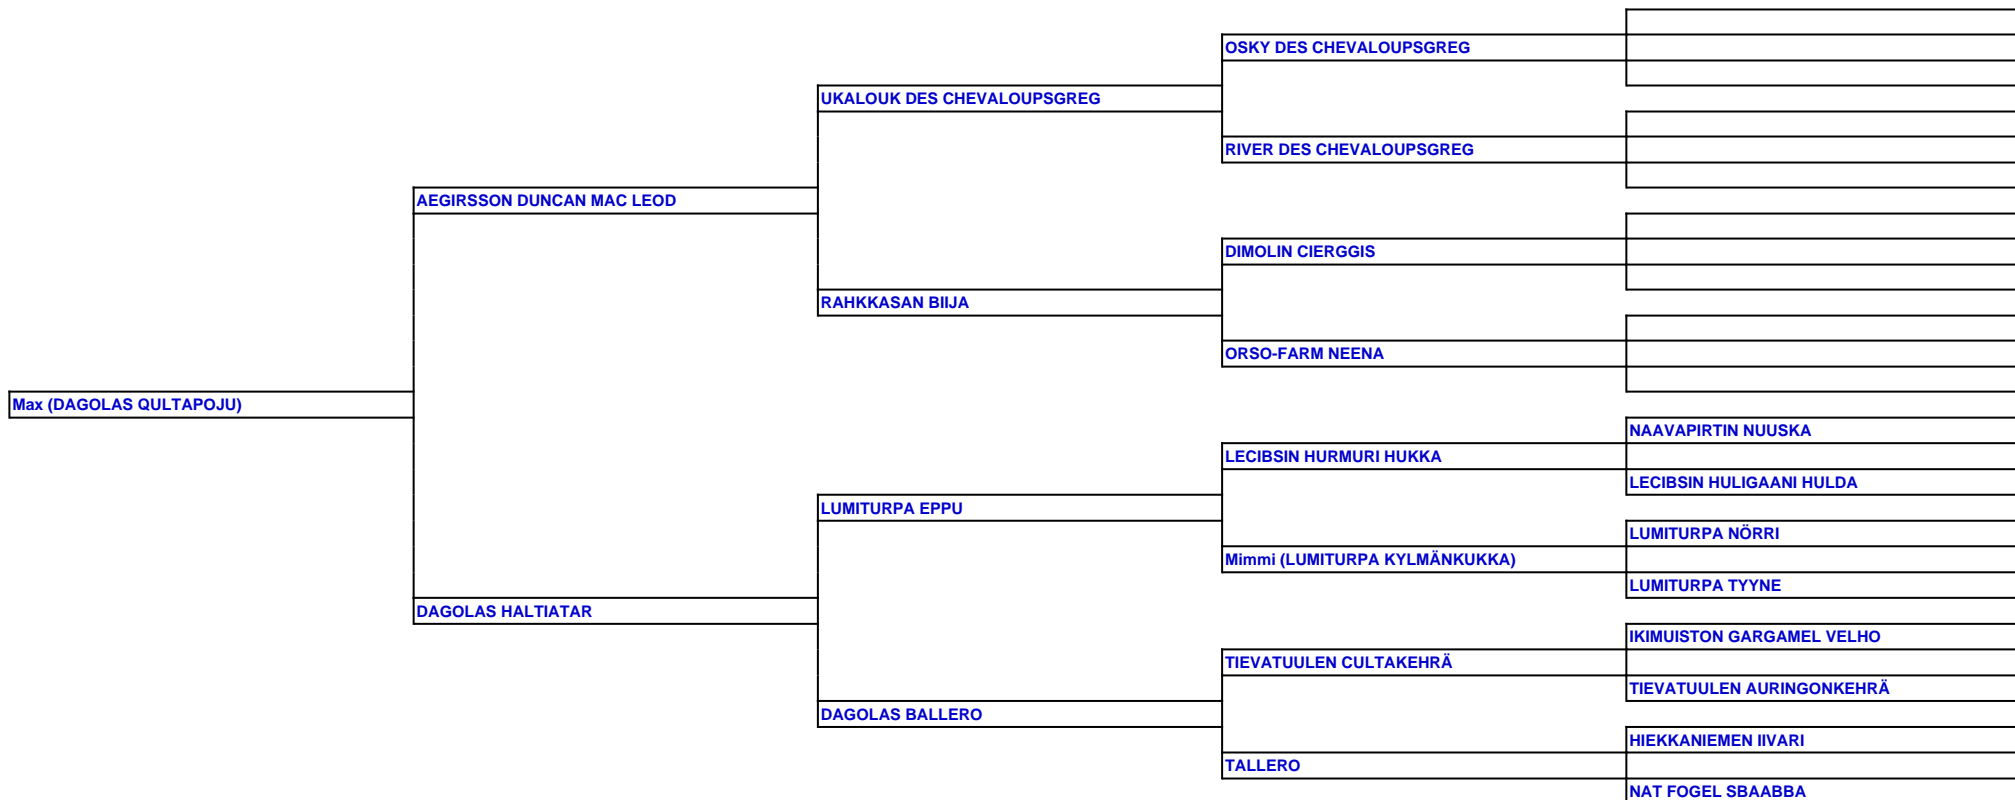 OSKY DES CHEVALOUPSGREG
UKALOUK DES CHEVALOUPSGREG
RIVER DES CHEVALOUPSGREG
AEGIRSSON DUNCAN MAC LEOD
DIMOLIN CIERGGIS
RAHKKASAN BIIJA
ORSO-FARM NEENA
Max (DAGOLAS QULTAPOJU)
NAAVAPIRTIN NUUSKA
LECIBSIN HURMURI HUKKA
LECIBSIN HULIGAANI HULDA
LUMITURPA EPPU
LUMITURPA NÖRRI
Mimmi (LUMITURPA KYLMÄNKUKKA)
LUMITURPA TYYNE
DAGOLAS HALTIATAR
IKIMUISTON GARGAMEL VELHO
TIEVATUULEN CULTAKEHRÄ
TIEVATUULEN AURINGONKEHRÄ
DAGOLAS BALLERO
HIEKKANIEMEN IIVARI
TALLERO
NAT FOGEL SBAABBA